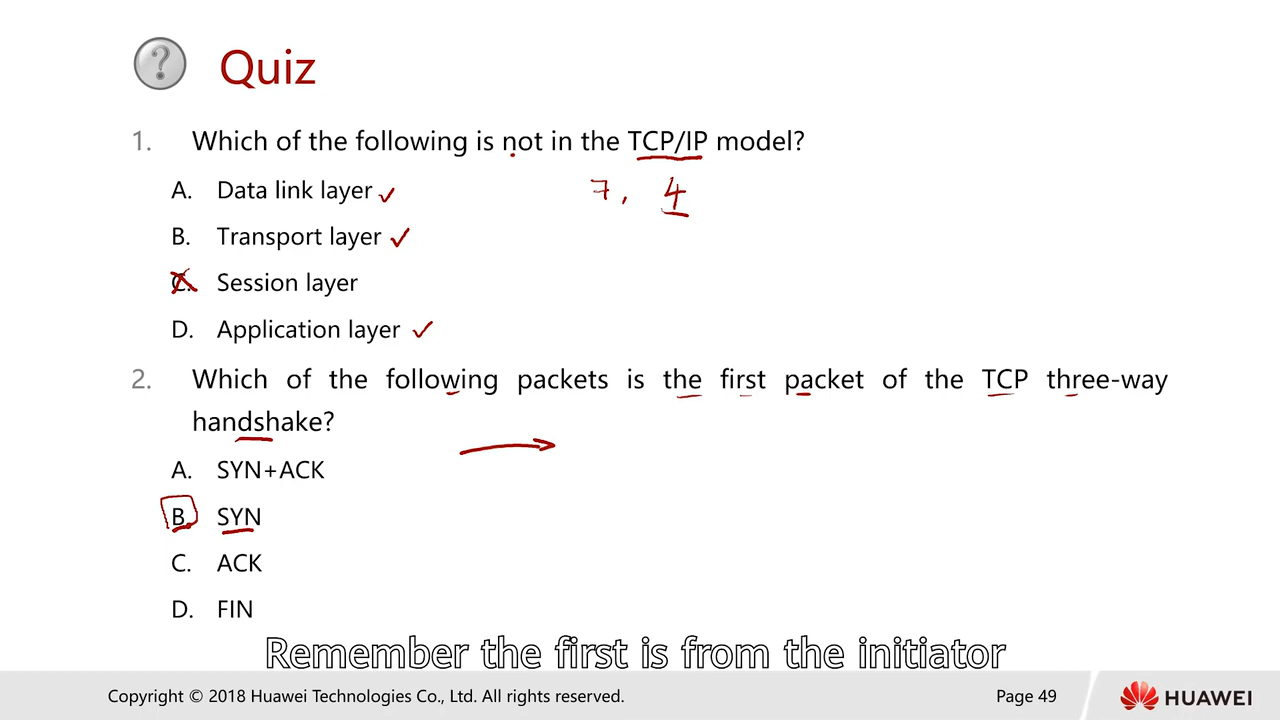 ?
Quiz
1. Which of the following is not in the TCP/IP model?
7, 4
A. Data link layer
B. Transport layer
C. Session layer
D. Application layer
2. Which of the following packets is the first packet of the TCP three-way
handshake?
A. SYN+ACK
B. SYN
C. ACK
D. FIN
Remember the first is from the initiator
Copyright © 2018 Huawei Technologies Co., Ltd. All rights reserved.
Page 49
HUAWEI